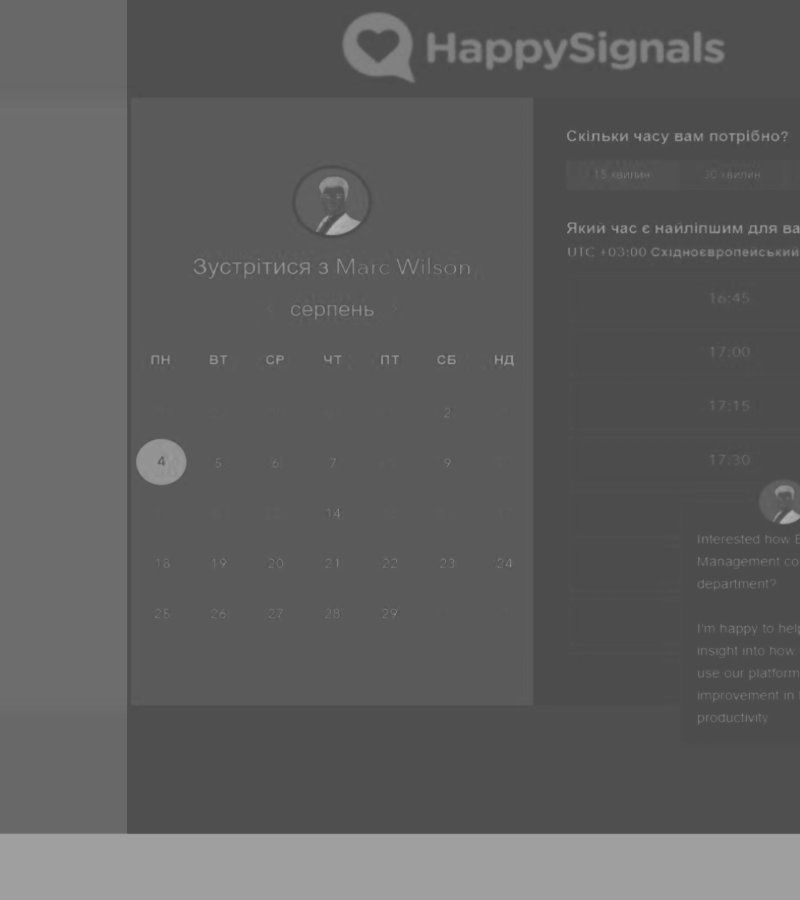 HappySignals
Зустрітися з Marc Wilson
серпень
ПН ВТ СР ЧТ ПТ СБ НД
2
4 5 6 7 9
14
18 19 20 21 22 23 24
25 26 27 28 29
Скільки часу вам потрібно?
15 хвилин 30 хвилин
Який час є найліпшим для ва
UTC +03:00 Східноєвропейський
16:45
17:00
17:15
17:30
Interested how E
Management co
department?
I'm happy to help
insight into how
use our platform
improvement in
productivity